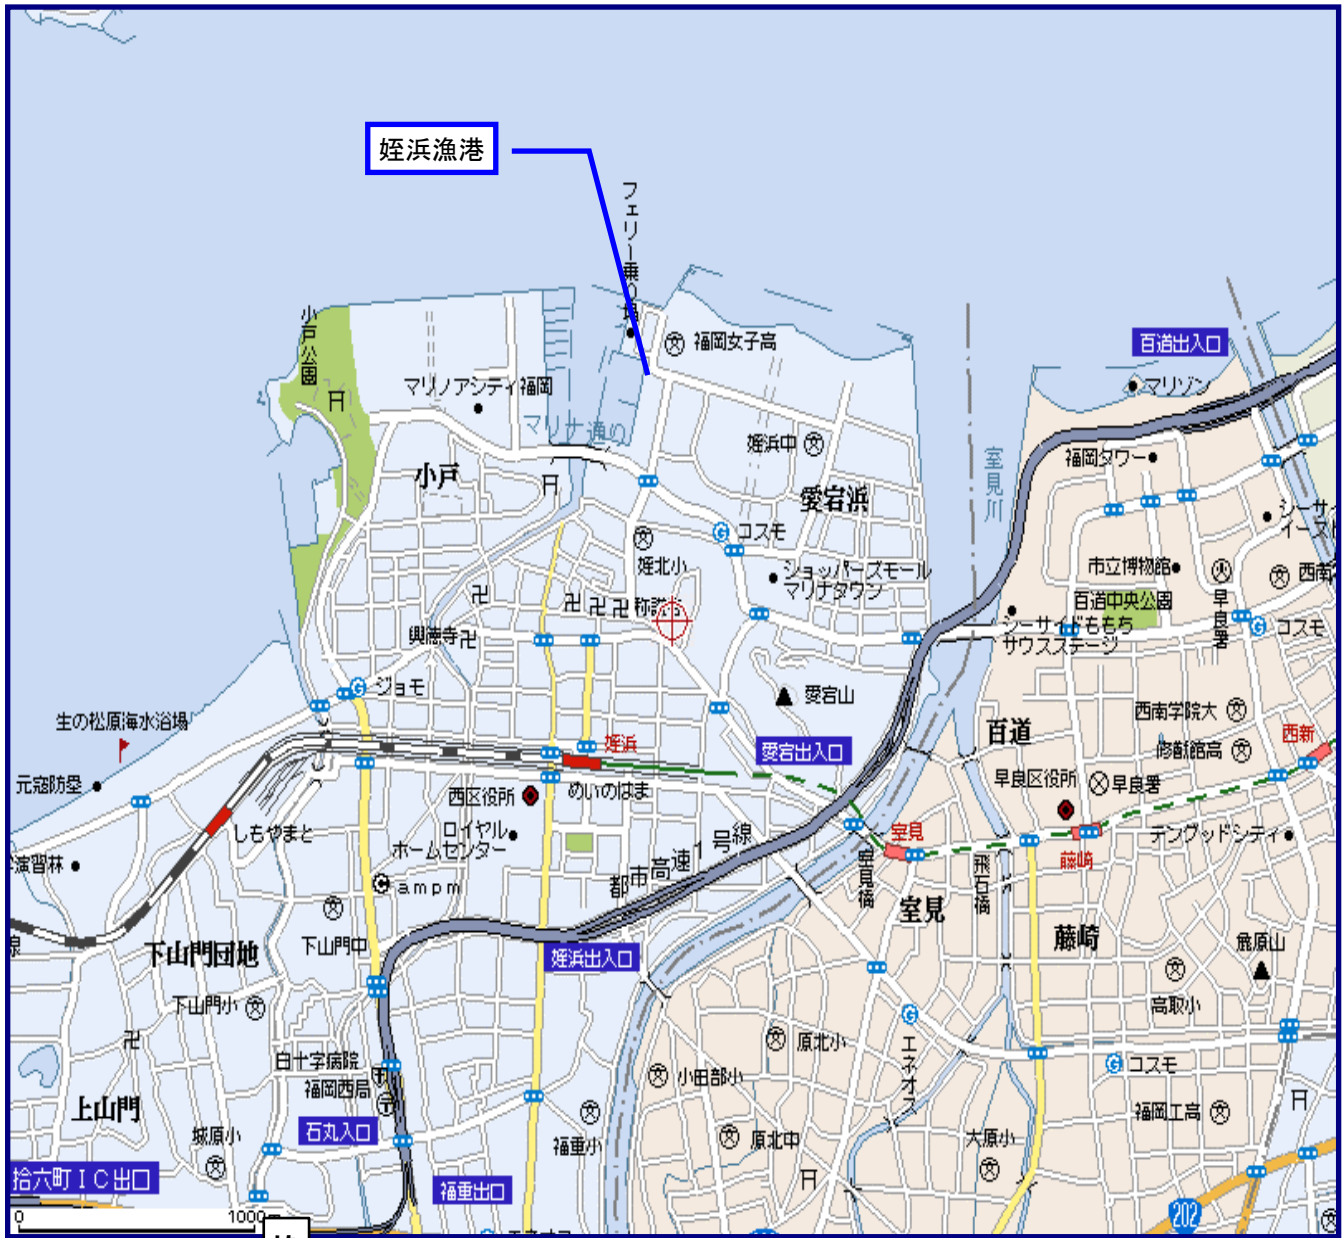 姪浜漁港
フェリー乗り場
小戸公園
福岡女子高
百道出入口
マリノアシティ福岡
マリゾン
マリナ通り
姪浜中
小戸
愛宕浜
室見川
福岡タワー
コスモ
シーサ
イース
姪北小
ショッパーズモール
マリナタウン
市立博物館
西南
百道中央公園
早良署
興徳寺
シーサイドももち
サウスステージ
コスモ
ジョモ
愛宕山
生の松原海水浴場
西南学院大
百道
修猷館高
西新
姪浜
愛宕出入口
元寇防塁
西区役所
めいのはま
早良区役所
早良署
しもやまと
ロイヤル
ホームセンター
都市高速1号線
室見
藤崎
演習林
ampm
室見橋
飛石橋
室見
下山門団地
下山門中
姪浜出入口
藤崎
下山門小
高取小
白十字病院
福岡西局
原北小
小田部小
エネオス
コスモ
上山門
城原小
石丸入口
福重小
原北中
大原小
福岡工高
拾六町IC出口
福重出口
202
0
1000m